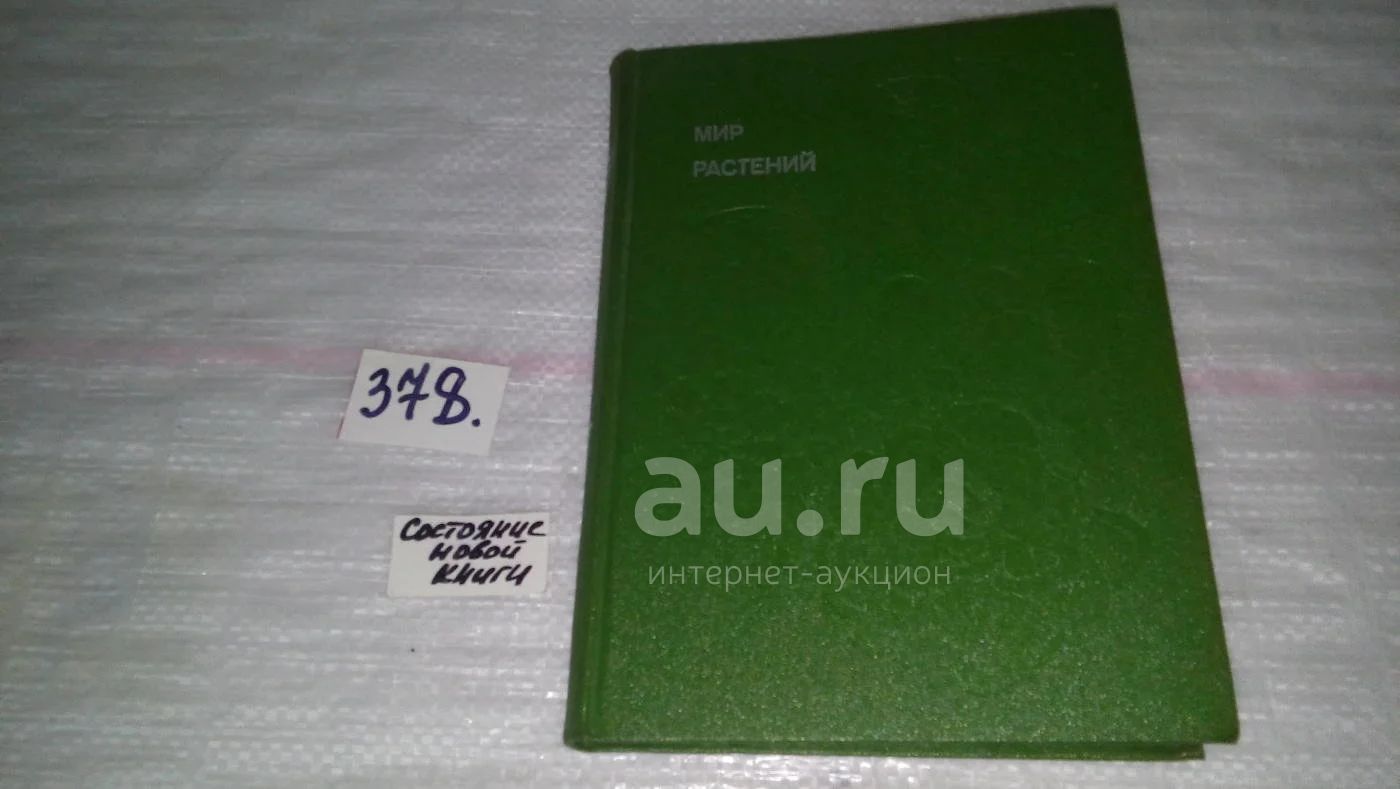 МИР
РАСТЕНИЙ
378.
Состояние
новой
книги
au.ru
интернет-аукцион